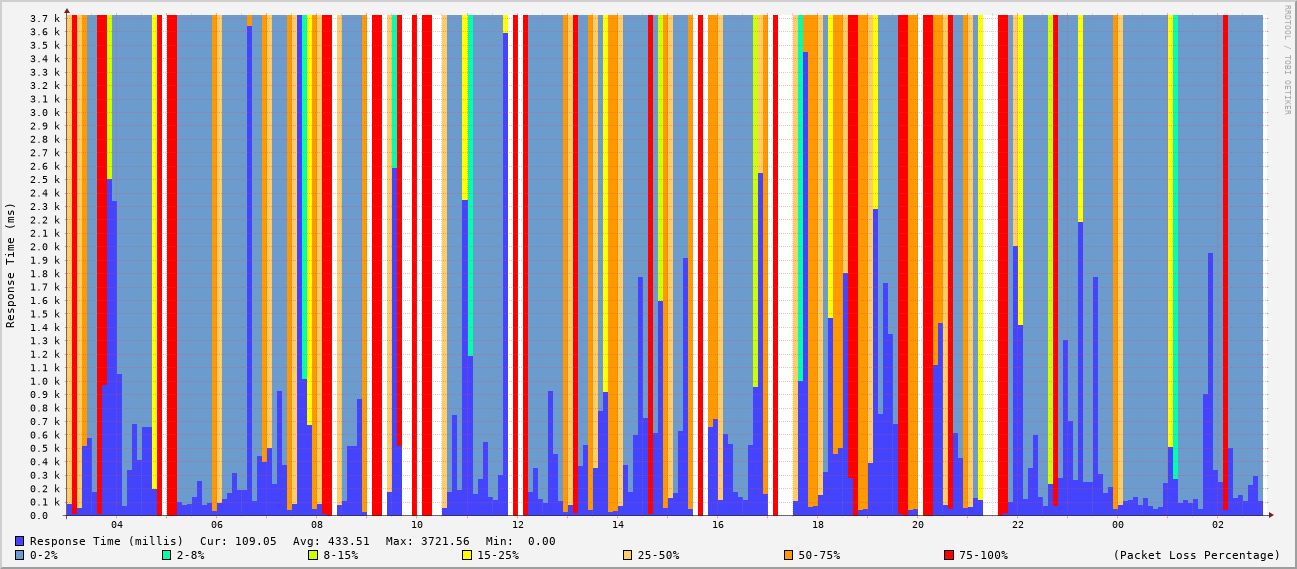 RRDTOOL / TOBI OETIKER
Response Time (ms)
3.7 k
3.6 k
3.5 k
3.4 k
3.3 k
3.2 k
3.1 k
3.0 k
2.9 k
2.8 k
2.7 k
2.6 k
2.5 k
2.4 k
2.3 k
2.2 k
2.1 k
2.0 k
1.9 k
1.8 k
1.7 k
1.6 k
1.5 k
1.4 k
1.3 k
1.2 k
1.1 k
1.0 k
0.9 k
0.8 k
0.7 k
0.6 k
0.5 k
0.4 k
0.3 k
0.2 k
0.1 k
0.0
04 06 08 10 12 14 16 18 20 22 00 02
Response Time (millis) Cur: 109.05 Avg: 433.51 Max: 3721.56 Min: 0.00
0-2% 2-8% 8-15% 15-25% 25-50% 50-75% 75-100% (Packet Loss Percentage)